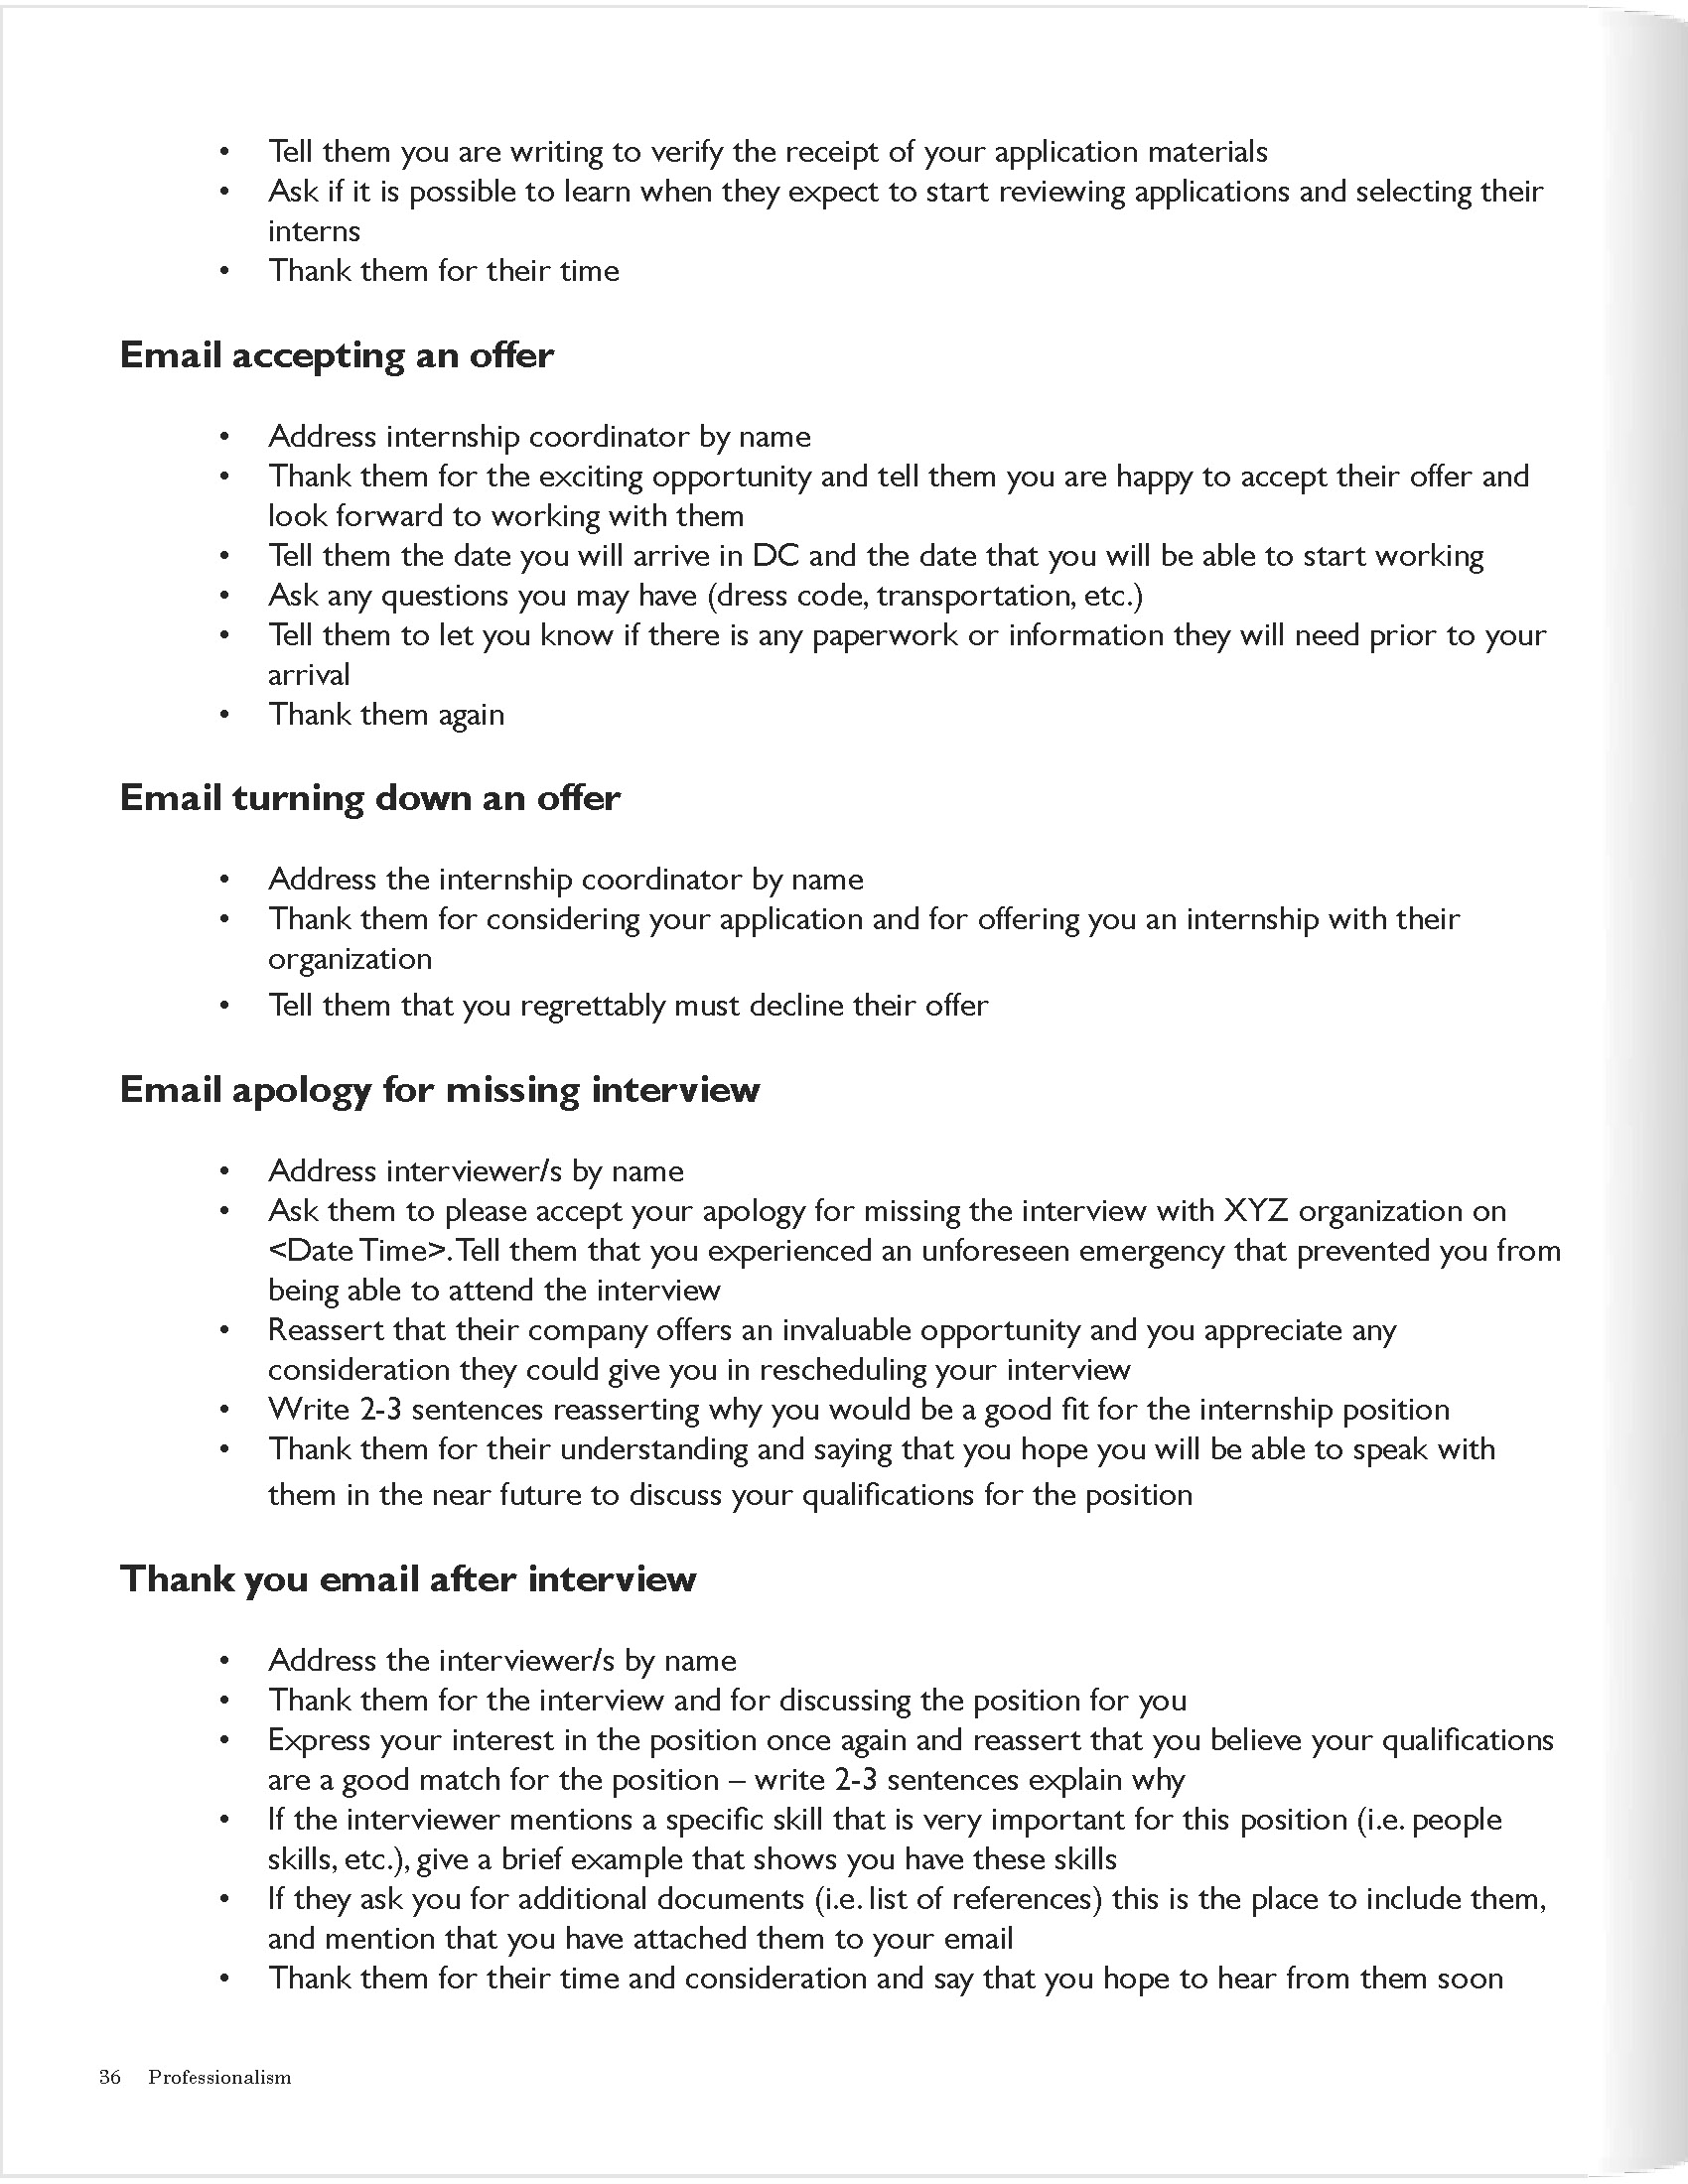 • Tell them you are writing to verify the receipt of your application materials
• Ask if it is possible to learn when they expect to start reviewing applications and selecting their
interns
• Thank them for their time
Email accepting an offer
• Address internship coordinator by name
• Thank them for the exciting opportunity and tell them you are happy to accept their offer and
look forward to working with them
• Tell them the date you will arrive in DC and the date that you will be able to start working
• Ask any questions you may have (dress code, transportation, etc.)
• Tell them to let you know if there is any paperwork or information they will need prior to your
arrival
• Thank them again
Email turning down an offer
• Address the internship coordinator by name
• Thank them for considering your application and for offering you an internship with their
organization
• Tell them that you regrettably must decline their offer
Email apology for missing interview
• Address interviewer/s by name
• Ask them to please accept your apology for missing the interview with XYZ organization on
<Date Time>. Tell them that you experienced an unforeseen emergency that prevented you from
being able to attend the interview
• Reassert that their company offers an invaluable opportunity and you appreciate any
consideration they could give you in rescheduling your interview
• Write 2-3 sentences reasserting why you would be a good fit for the internship position
• Thank them for their understanding and saying that you hope you will be able to speak with
them in the near future to discuss your qualifications for the position
Thank you email after interview
• Address the interviewer/s by name
• Thank them for the interview and for discussing the position for you
• Express your interest in the position once again and reassert that you believe your qualifications
are a good match for the position – write 2-3 sentences explain why
• If the interviewer mentions a specific skill that is very important for this position (i.e. people
skills, etc.), give a brief example that shows you have these skills
• If they ask you for additional documents (i.e. list of references) this is the place to include them,
and mention that you have attached them to your email
• Thank them for their time and consideration and say that you hope to hear from them soon
36 Professionalism